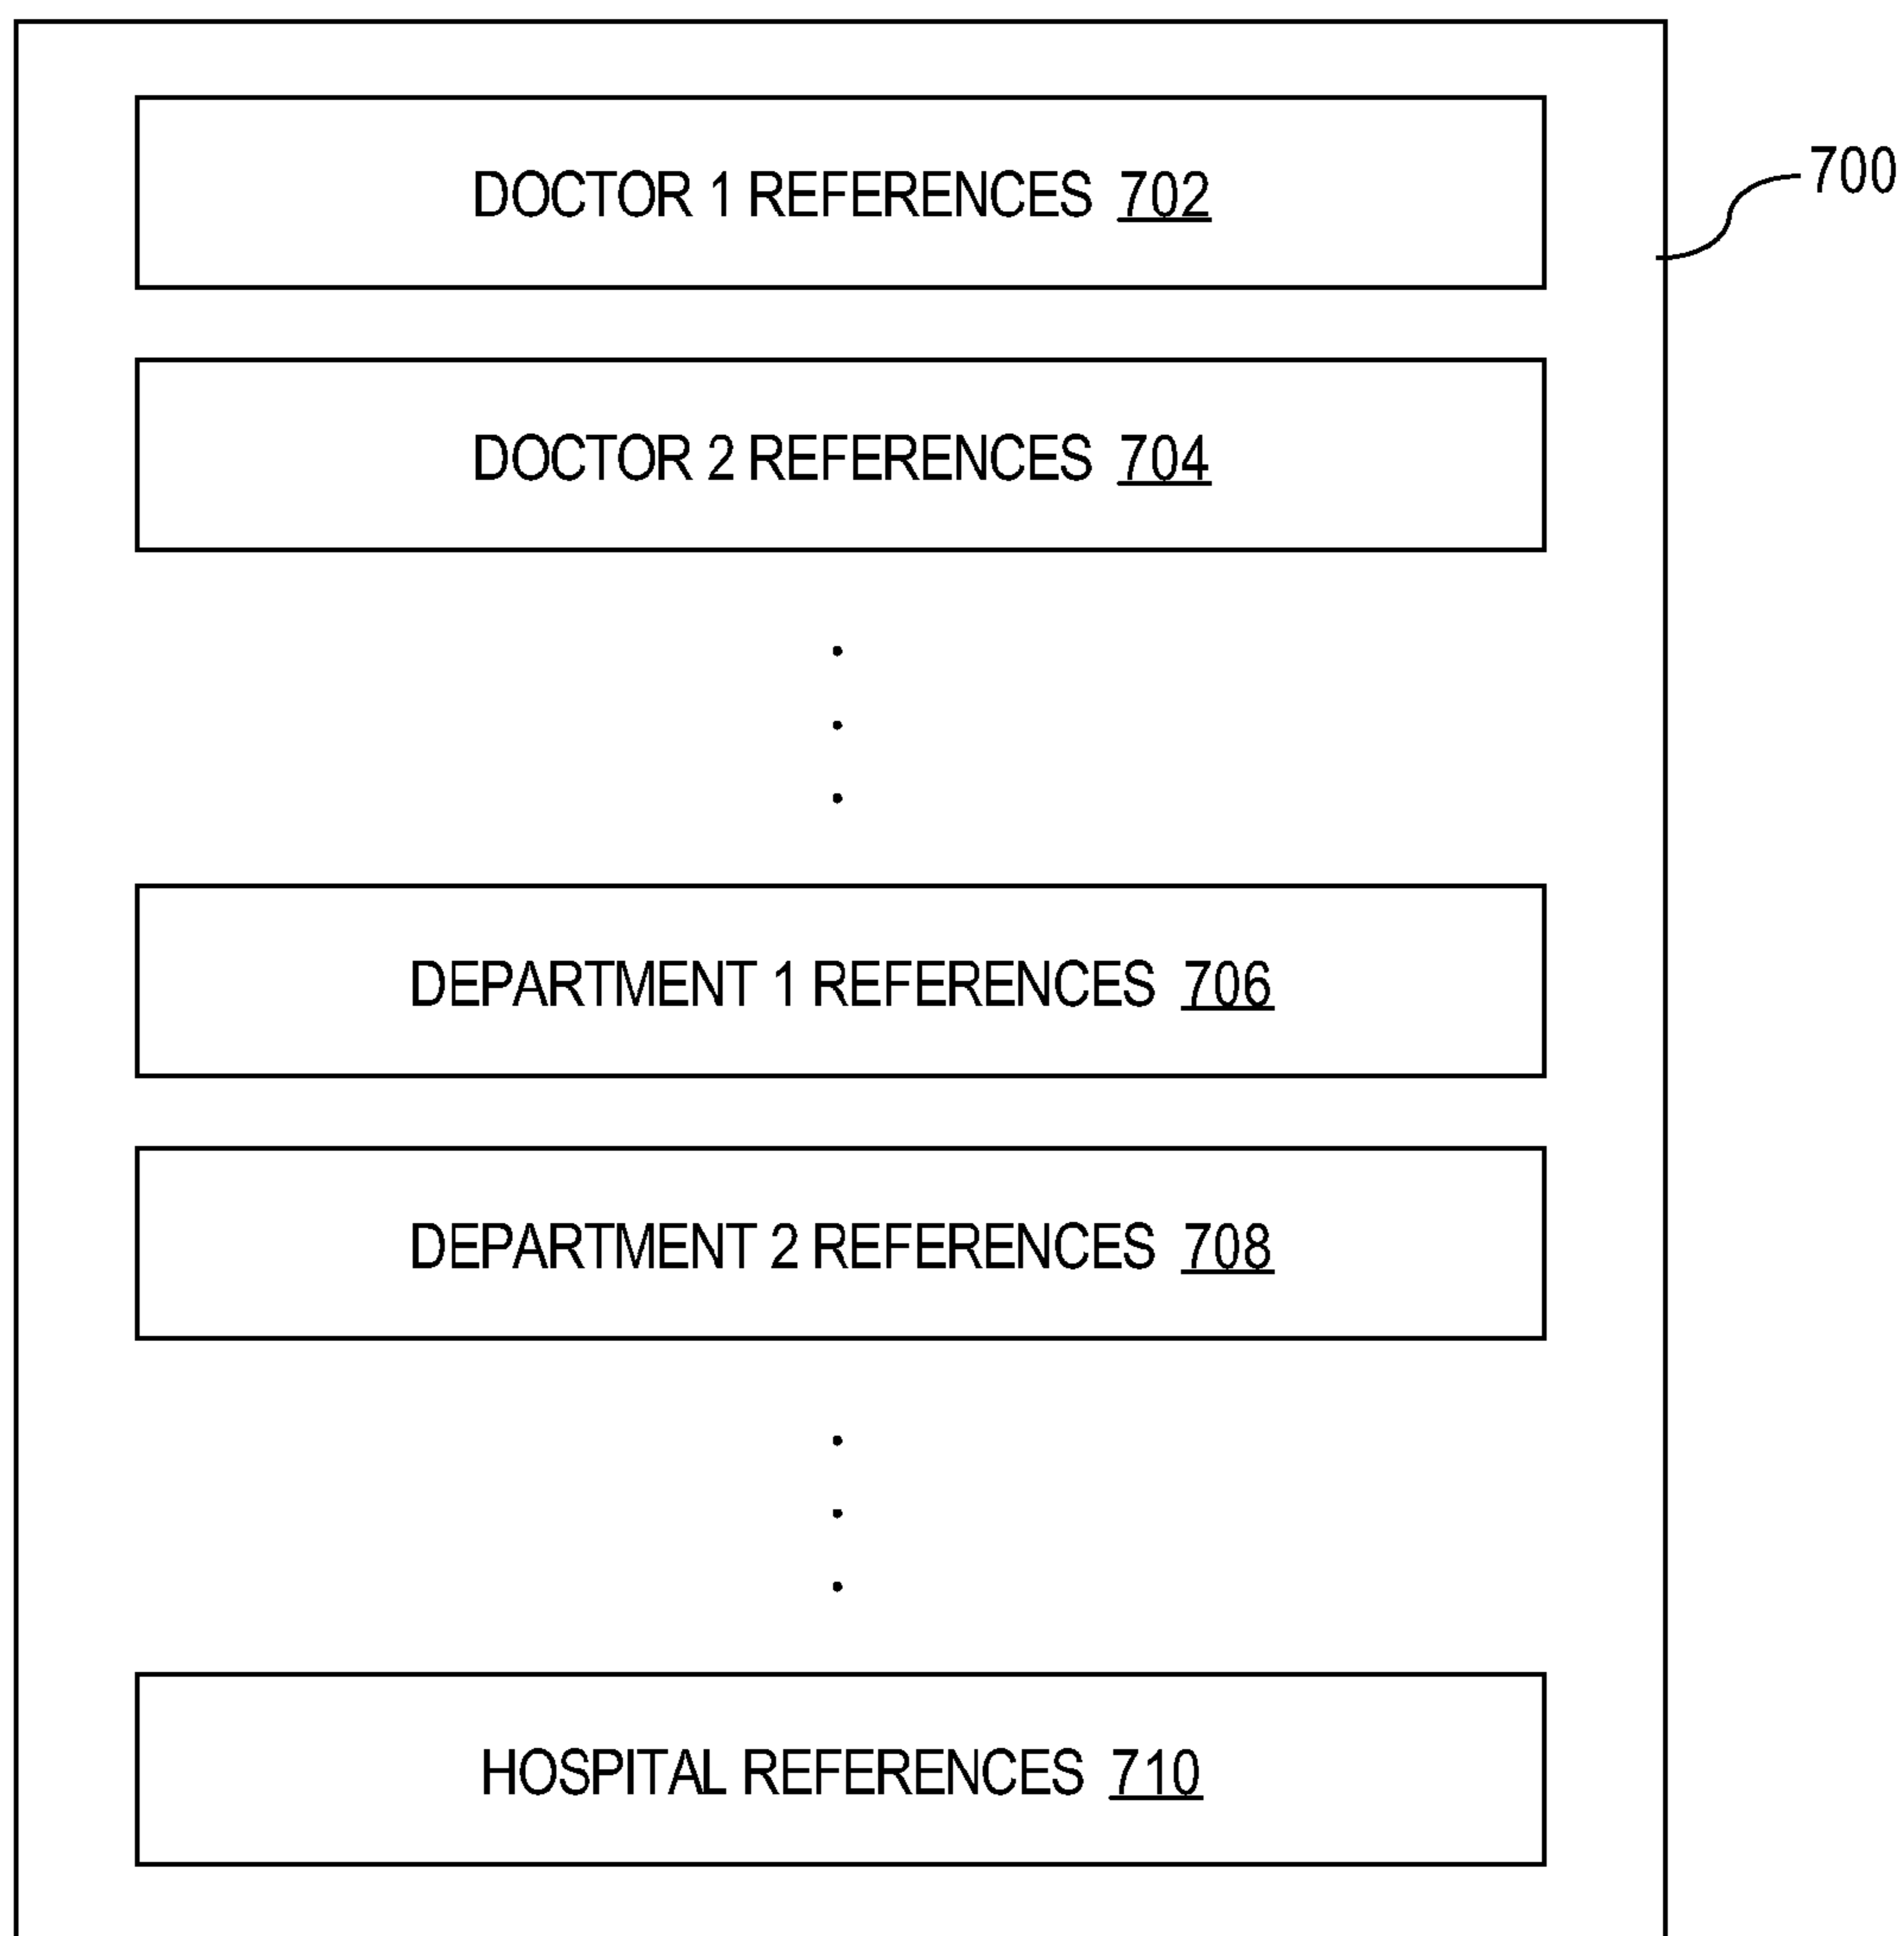 DOCTOR 1 REFERENCES 702
700
DOCTOR 2 REFERENCES 704
DEPARTMENT 1 REFERENCES 706
DEPARTMENT 2 REFERENCES 708
HOSPITAL REFERENCES 710